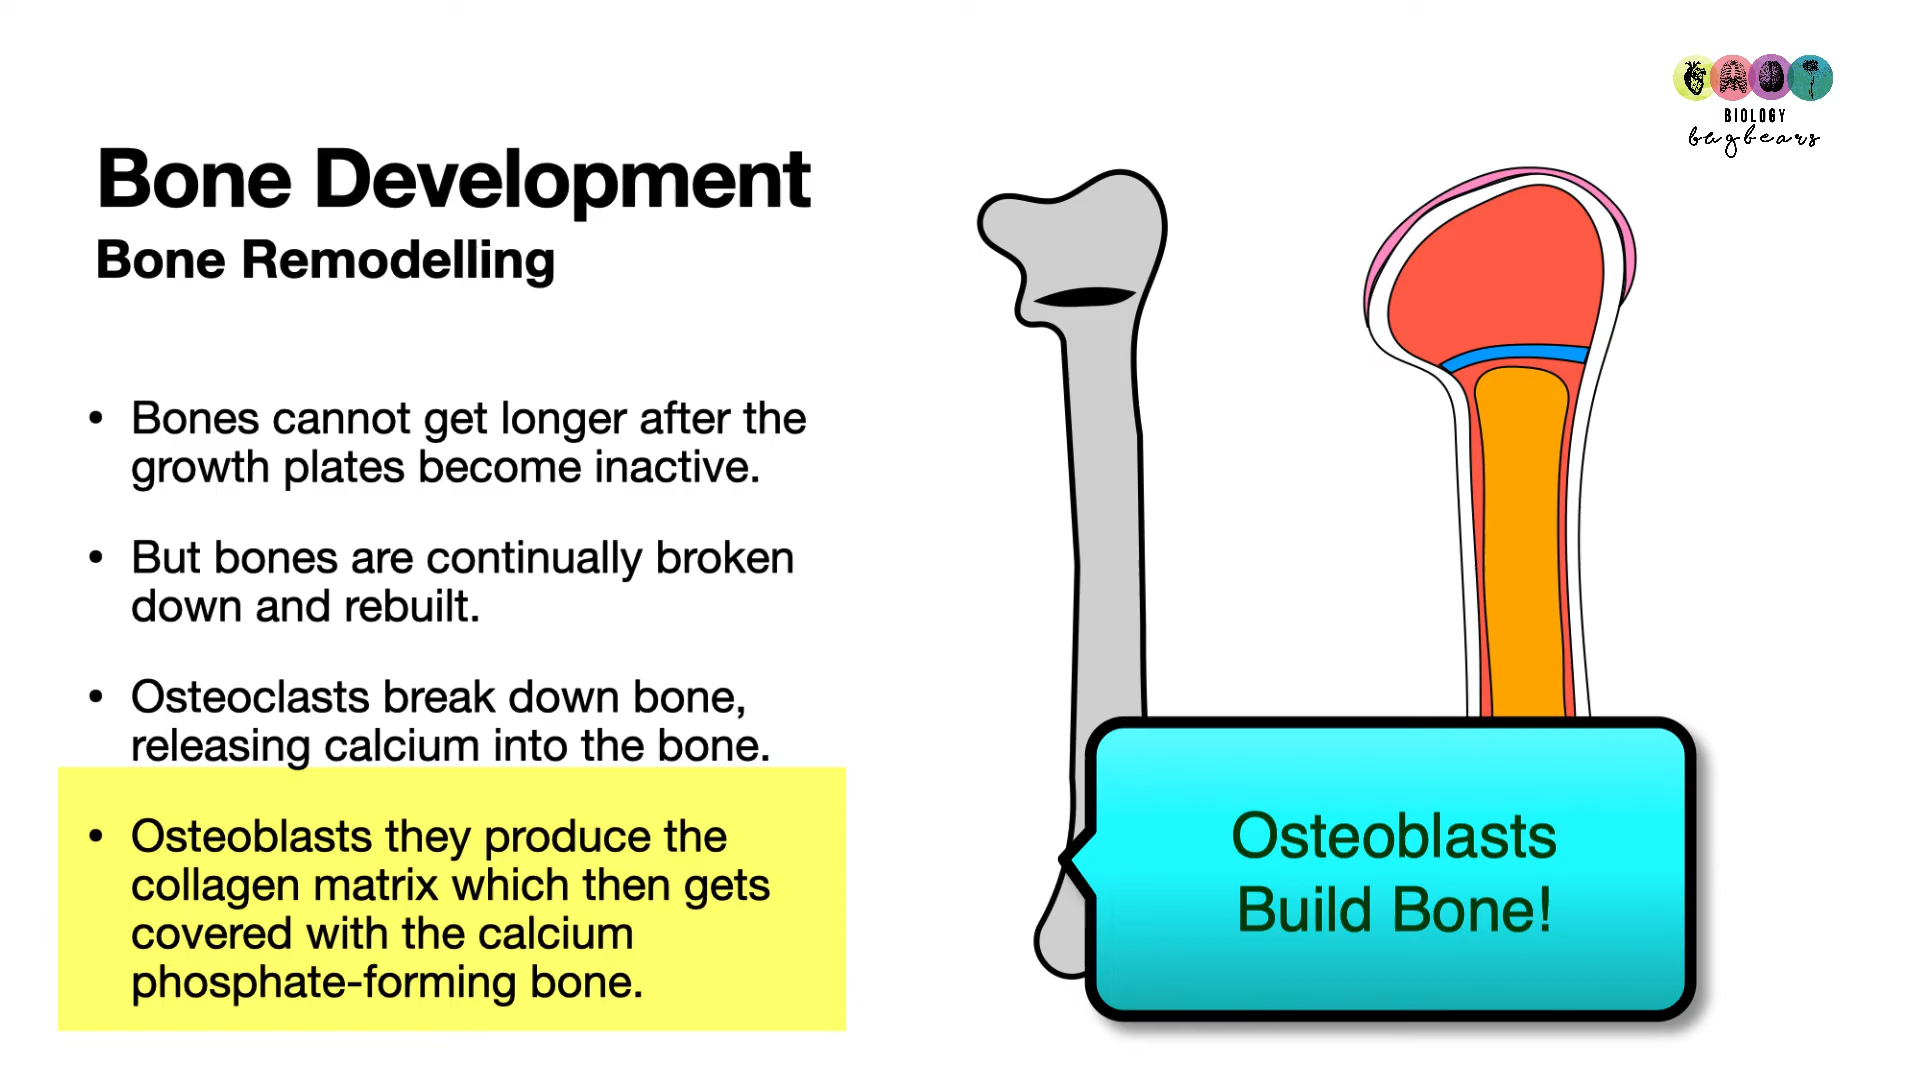 BIOLOGY
bugbears
Bone Development
Bone Remodelling
• Bones cannot get longer after the
growth plates become inactive.
• But bones are continually broken
down and rebuilt.
• Osteoclasts break down bone,
releasing calcium into the bone.
• Osteoblasts they produce the
collagen matrix which then gets
covered with the calcium
phosphate-forming bone.
Osteoblasts
Build Bone!